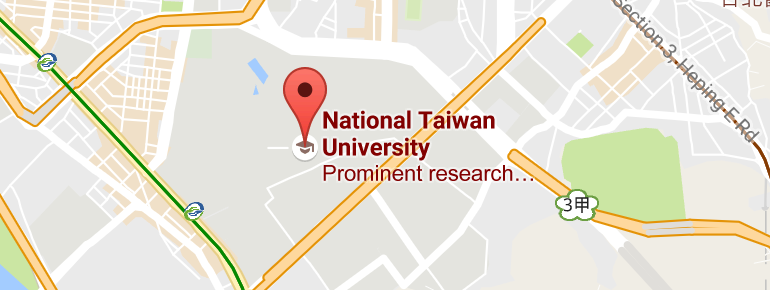 Section 3, Heping E Rd
National Taiwan
University
Prominent research…
3甲